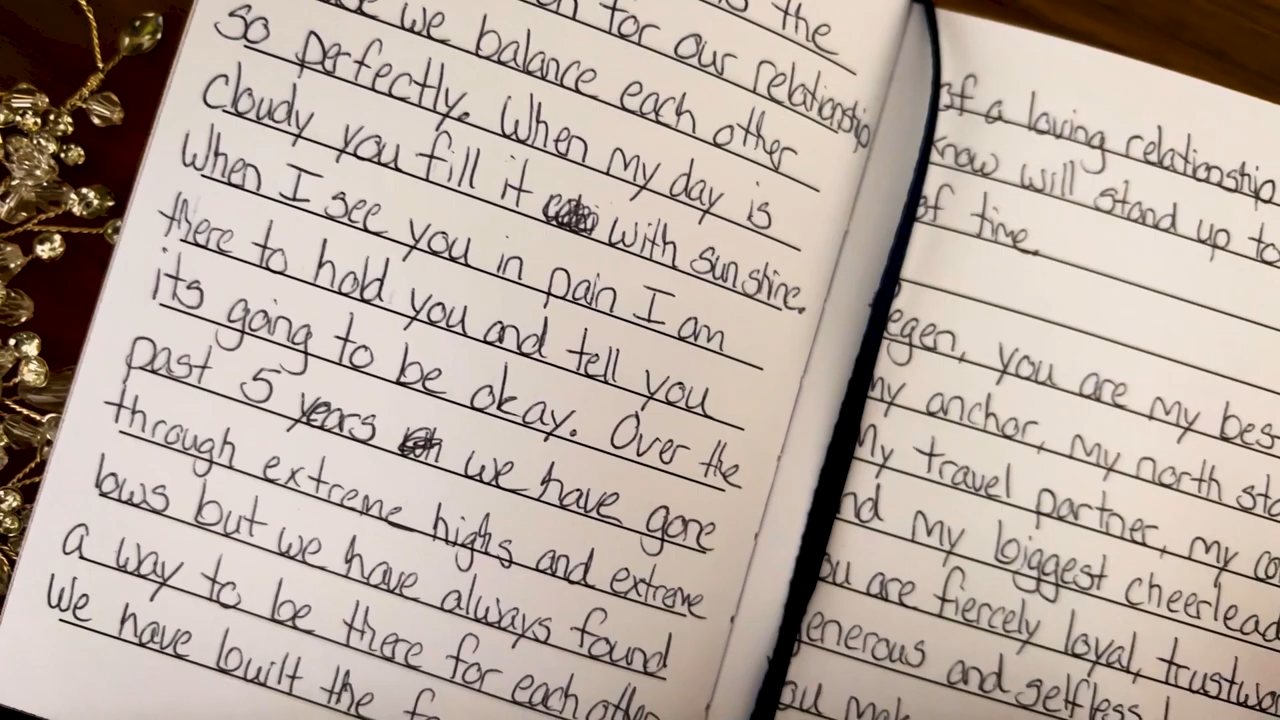 the
for our relationship
we balance each other
so perfectly. When my day is
cloudy you fill it with sunshine.
When I see you in pain I am
there to hold you and tell you
its going to be okay. Over the
past 5 years we have gone
through extreme highs and extreme
lows but we have always found
a way to be there for each other
We have built the f
of a loving relationship
know will stand up to
of time.
egen, you are my bes
my anchor, my north sta
My travel partner, my co
nd my biggest cheerlead
ou are fiercely loyal, trustwo
enerous and selfless
ou mak